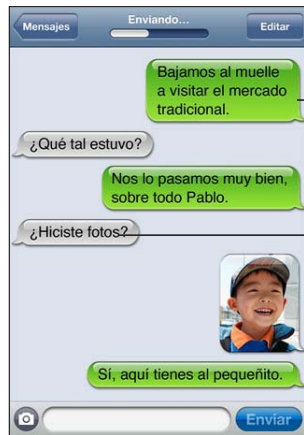 Mensajes
Enviando...
Editar
Bajamos al muelle
a visitar el mercado
tradicional.
¿Qué tal estuvo?
Nos lo pasamos muy bien,
sobre todo Pablo.
¿Hiciste fotos?
Sí, aquí tienes al pequeñito.
Enviar